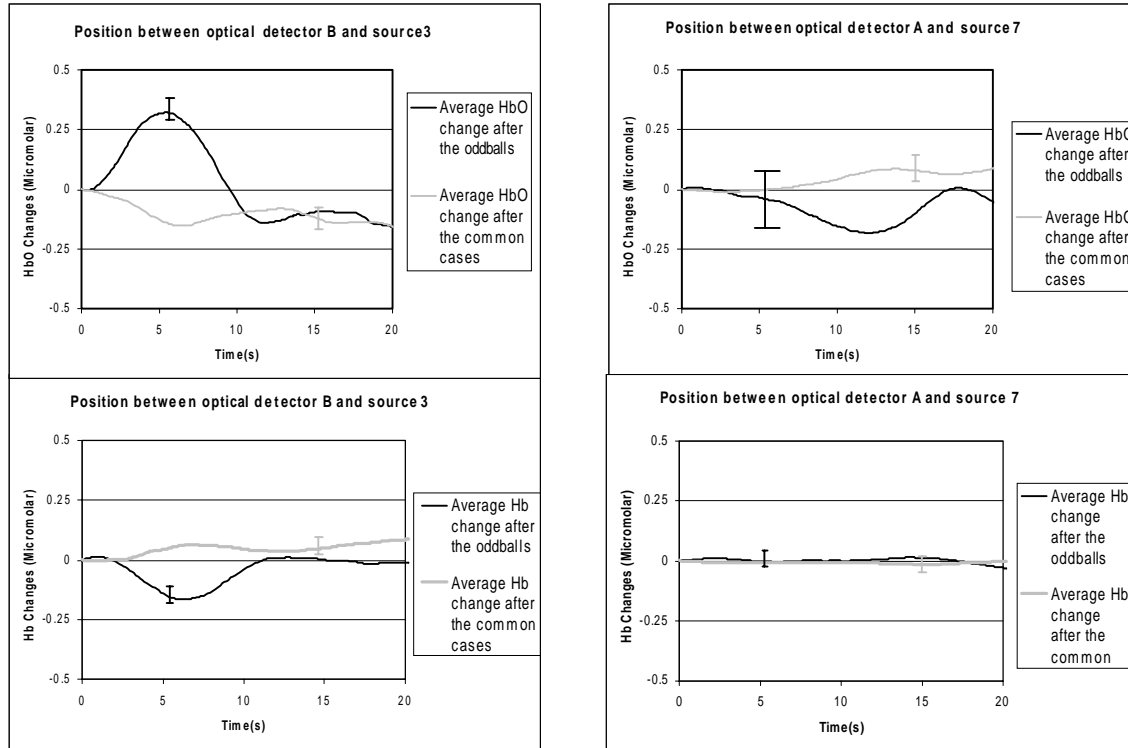 Position between optical detector B and source 3
HbO Changes (Micromolar)
0.5
0.25
0
-0.25
-0.5
0 5 10 15 20
Time(s)
Average HbO
change after
the oddballs
Average HbO
change after
the common
cases
Position between optical detector A and source 7
HbO Changes (Micromolar)
0.5
0.25
0
-0.25
-0.5
0 5 10 15 20
Time(s)
Average HbO
change after
the oddballs
Average HbO
change after
the common
cases
Position between optical detector B and source 3
Hb Changes (Micromolar)
0.5
0.25
0
-0.25
-0.5
0 5 10 15 20
Time(s)
Average Hb
change after
the oddballs
Average Hb
change after
the common
cases
Position between optical detector A and source 7
Hb Changes (Micromolar)
0.5
0.25
0
-0.25
-0.5
0 5 10 15 20
Time(s)
Average Hb
change
after the
oddballs
Average Hb
change
after the
common